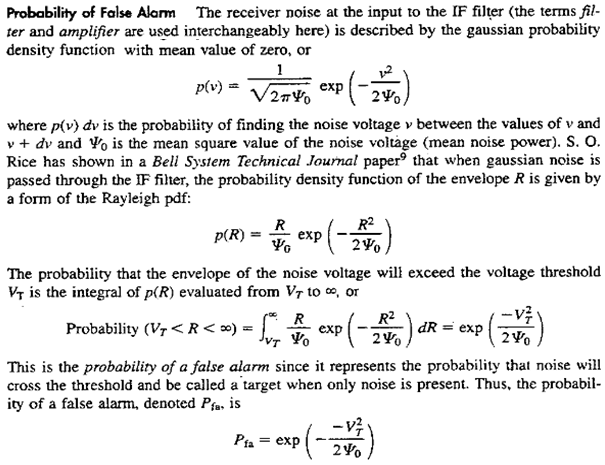 Probability of False Alarm The receiver noise at the input to the IF filter (the terms fil-
ter and amplifier are used interchangeably here) is described by the gaussian probability
density function with mean value of zero, or
p(v) = 1/√(2πΨ₀) exp (−v²/2Ψ₀)
where p(v) dv is the probability of finding the noise voltage v between the values of v and
v + dv and Ψ₀ is the mean square value of the noise voltage (mean noise power). S. O.
Rice has shown in a Bell System Technical Journal paper⁹ that when gaussian noise is
passed through the IF filter, the probability density function of the envelope R is given by
a form of the Rayleigh pdf:
p(R) = R/Ψ₀ exp (−R²/2Ψ₀)
The probability that the envelope of the noise voltage will exceed the voltage threshold
V_T is the integral of p(R) evaluated from V_T to ∞, or
Probability (V_T < R < ∞) = ∫_{V_T}^{∞} R/Ψ₀ exp (−R²/2Ψ₀) dR = exp (−V_T²/2Ψ₀)
This is the probability of a false alarm since it represents the probability that noise will
cross the threshold and be called a target when only noise is present. Thus, the probabil-
ity of a false alarm, denoted P_fa, is
P_fa = exp (− −V_T²/2Ψ₀)